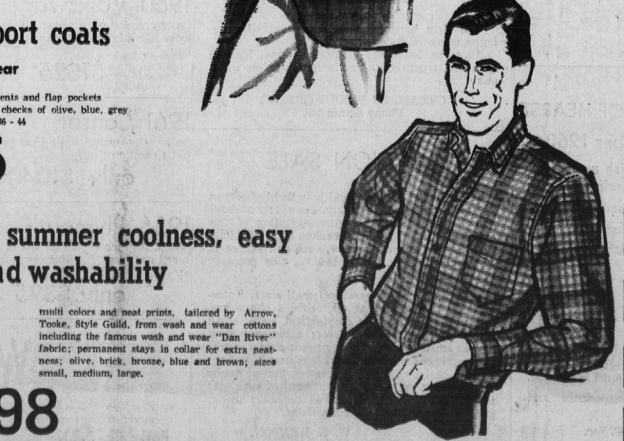 port coats
ear
ents and flap pockets
checks of olive, blue, grey
36 - 44
summer coolness, easy
nd washability
multi colors and neat prints, tailored by Arrow,
Tooke, Style Guild, from wash and wear cottons
including the famous wash and wear "Dan River"
fabric; permanent stays in collar for extra neat-
ness; olive, brick, bronze, blue and brown; sizes
small, medium, large.
98